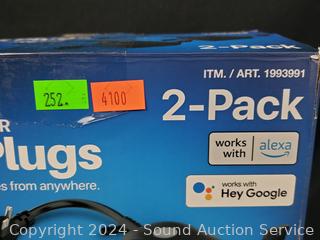 2-Pack
ITM. / ART. 1993991
252.
4100
2-Pack
R
Plugs
works with alexa
es from anywhere.
works with
Hey Google
Copyright 2024 - Sound Auction Service